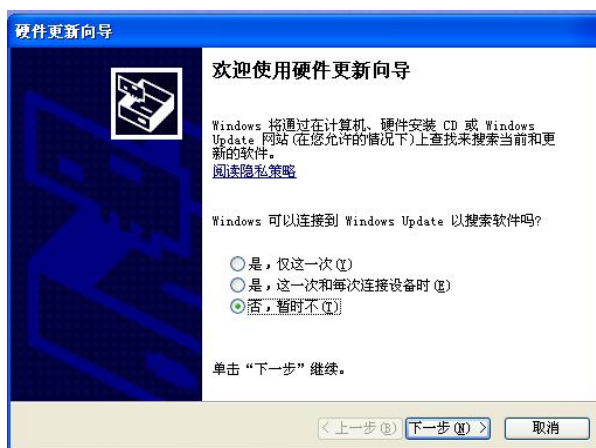 硬件更新向导
欢迎使用硬件更新向导
Windows 将通过在计算机、硬件安装 CD 或 Windows
Update 网站(在您允许的情况下)上查找来搜索当前和更
新的软件。
阅读隐私策略
Windows 可以连接到 Windows Update 以搜索软件吗?
是，仅这一次(Y)
是，这一次和每次连接设备时(E)
否，暂时不(T)
单击“下一步”继续。
< 上一步(B) 下一步(N) > 取消